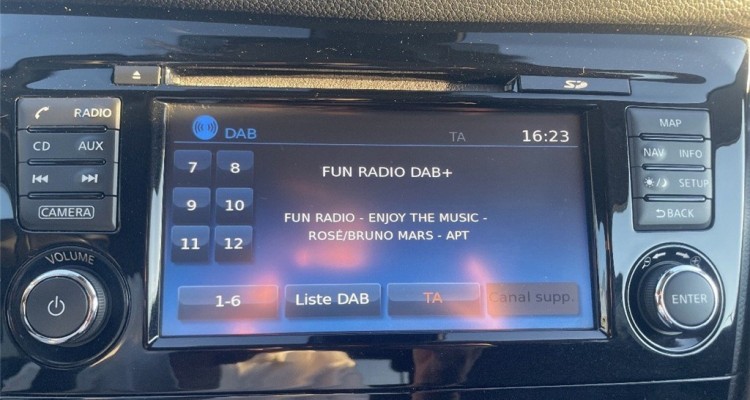 SD
RADIO
CD AUX
CAMERA
VOLUME
DAB
TA
16:23
7 8
9 10
11 12
FUN RADIO DAB+
FUN RADIO - ENJOY THE MUSIC -
ROSÉ/BRUNO MARS - APT
1-6
Liste DAB
TA
Canal supp.
MAP
NAV INFO
SETUP
BACK
ENTER